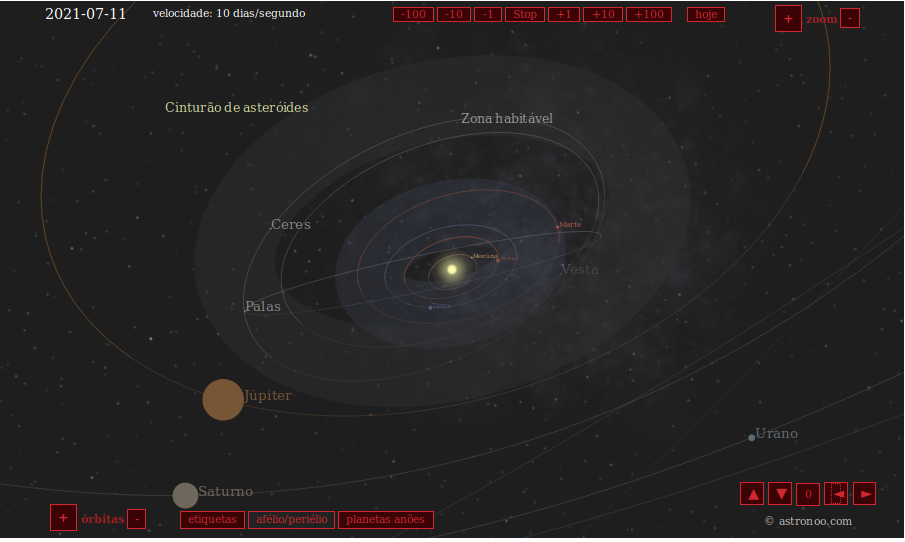 2021-07-11 velocidade: 10 dias/segundo -100 -10 -1 Stop +1 +10 +100 hoje + zoom -
Cinturão de asteróides
Zona habitável
Ceres
Marte
Mercúrio
Vênus
Vesta
Palas
Terra
Júpiter
Urano
Saturno
▲ ▼ 0 ◄ ►
+ órbitas - etiquetas afélio/periélio planetas anões
© astronoo.com